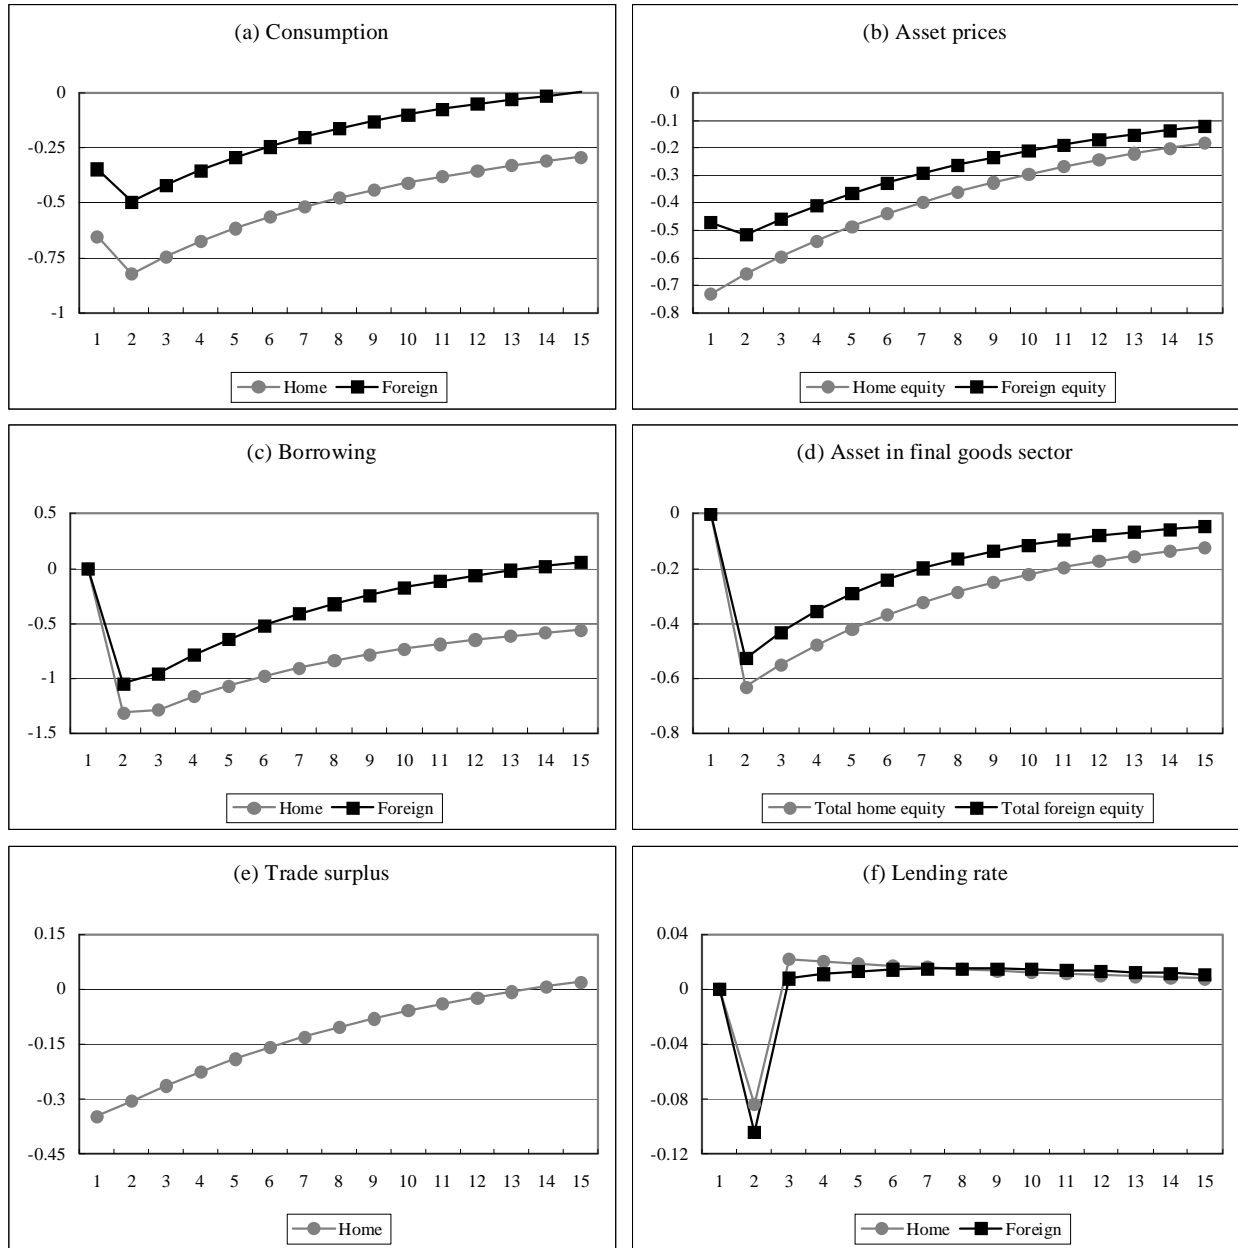 (a) Consumption
0
-0.25
-0.5
-0.75
-1
1 2 3 4 5 6 7 8 9 10 11 12 13 14 15
Home Foreign
(b) Asset prices
0
-0.1
-0.2
-0.3
-0.4
-0.5
-0.6
-0.7
-0.8
1 2 3 4 5 6 7 8 9 10 11 12 13 14 15
Home equity Foreign equity
(c) Borrowing
0.5
0
-0.5
-1
-1.5
1 2 3 4 5 6 7 8 9 10 11 12 13 14 15
Home Foreign
(d) Asset in final goods sector
0
-0.2
-0.4
-0.6
-0.8
1 2 3 4 5 6 7 8 9 10 11 12 13 14 15
Total home equity Total foreign equity
(e) Trade surplus
0.15
0
-0.15
-0.3
-0.45
1 2 3 4 5 6 7 8 9 10 11 12 13 14 15
Home
(f) Lending rate
0.04
0
-0.04
-0.08
-0.12
1 2 3 4 5 6 7 8 9 10 11 12 13 14 15
Home Foreign